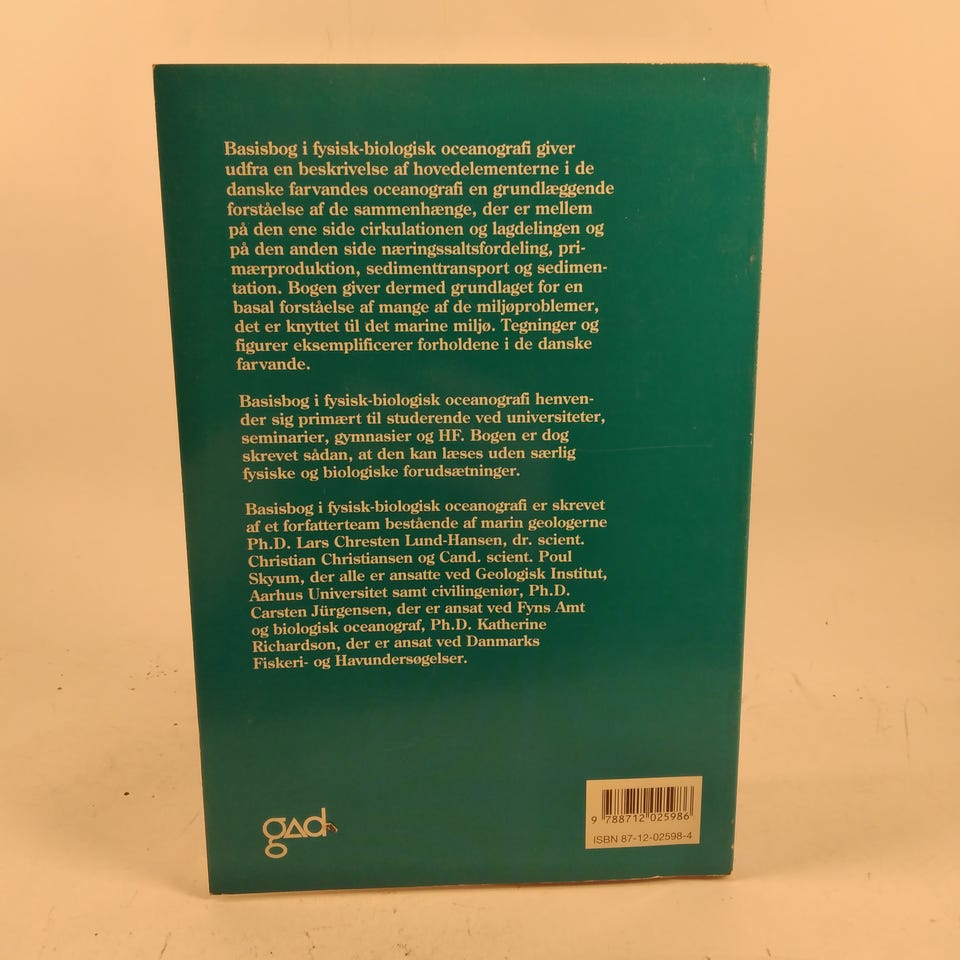 Basisbog i fysisk-biologisk oceanografi giver
udfra en beskrivelse af hovedelementerne i de
danske farvandes oceanografi en grundlæggende
forståelse af de sammenhænge, der er mellem
på den ene side cirkulationen og lagdelingen og
på den anden side næringssaltsfordeling, pri-
mærproduktion, sedimenttransport og sedimen-
tation. Bogen giver dermed grundlaget for en
basal forståelse af mange af de miljøproblemer,
det er knyttet til det marine miljø. Tegninger og
figurer eksemplificerer forholdene i de danske
farvande.
Basisbog i fysisk-biologisk oceanografi henven-
der sig primært til studerende ved universiteter,
seminarier, gymnasier og HF. Bogen er dog
skrevet sådan, at den kan læses uden særlig
fysiske og biologiske forudsætninger.
Basisbog i fysisk-biologisk oceanografi er skrevet
af et forfatterteam bestående af marin geologerne
Ph.D. Lars Chresten Lund-Hansen, dr. scient.
Christian Christiansen og Cand. scient. Poul
Skyum, der alle er ansatte ved Geologisk Institut,
Aarhus Universitet samt civilingeniør, Ph.D.
Carsten Jürgensen, der er ansat ved Fyns Amt
og biologisk oceanograf, Ph.D. Katherine
Richardson, der er ansat ved Danmarks
Fiskeri- og Havundersøgelser.
gad
9 788712 025986
ISBN 87-12-02598-4